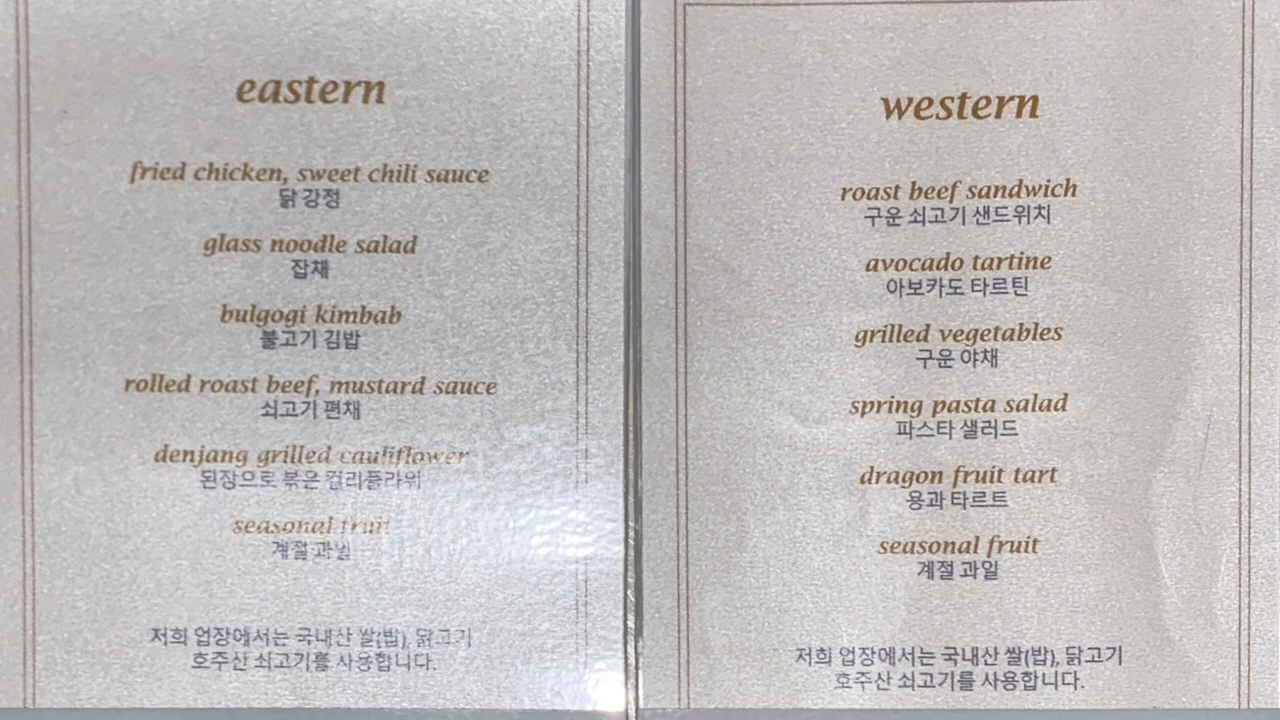 eastern
fried chicken, sweet chili sauce
닭 강정
glass noodle salad
잡채
bulgogi kimbab
불고기 김밥
rolled roast beef, mustard sauce
쇠고기 편채
denjang grilled cauliflower
된장으로 볶은 컬리플라워
seasonal fruit
계절 과일
저희 업장에서는 국내산 쌀(밥), 닭고기
호주산 쇠고기를 사용합니다.
western
roast beef sandwich
구운 쇠고기 샌드위치
avocado tartine
아보카도 타르틴
grilled vegetables
구운 야채
spring pasta salad
파스타 샐러드
dragon fruit tart
용과 타르트
seasonal fruit
계절 과일
저희 업장에서는 국내산 쌀(밥), 닭고기
호주산 쇠고기를 사용합니다.